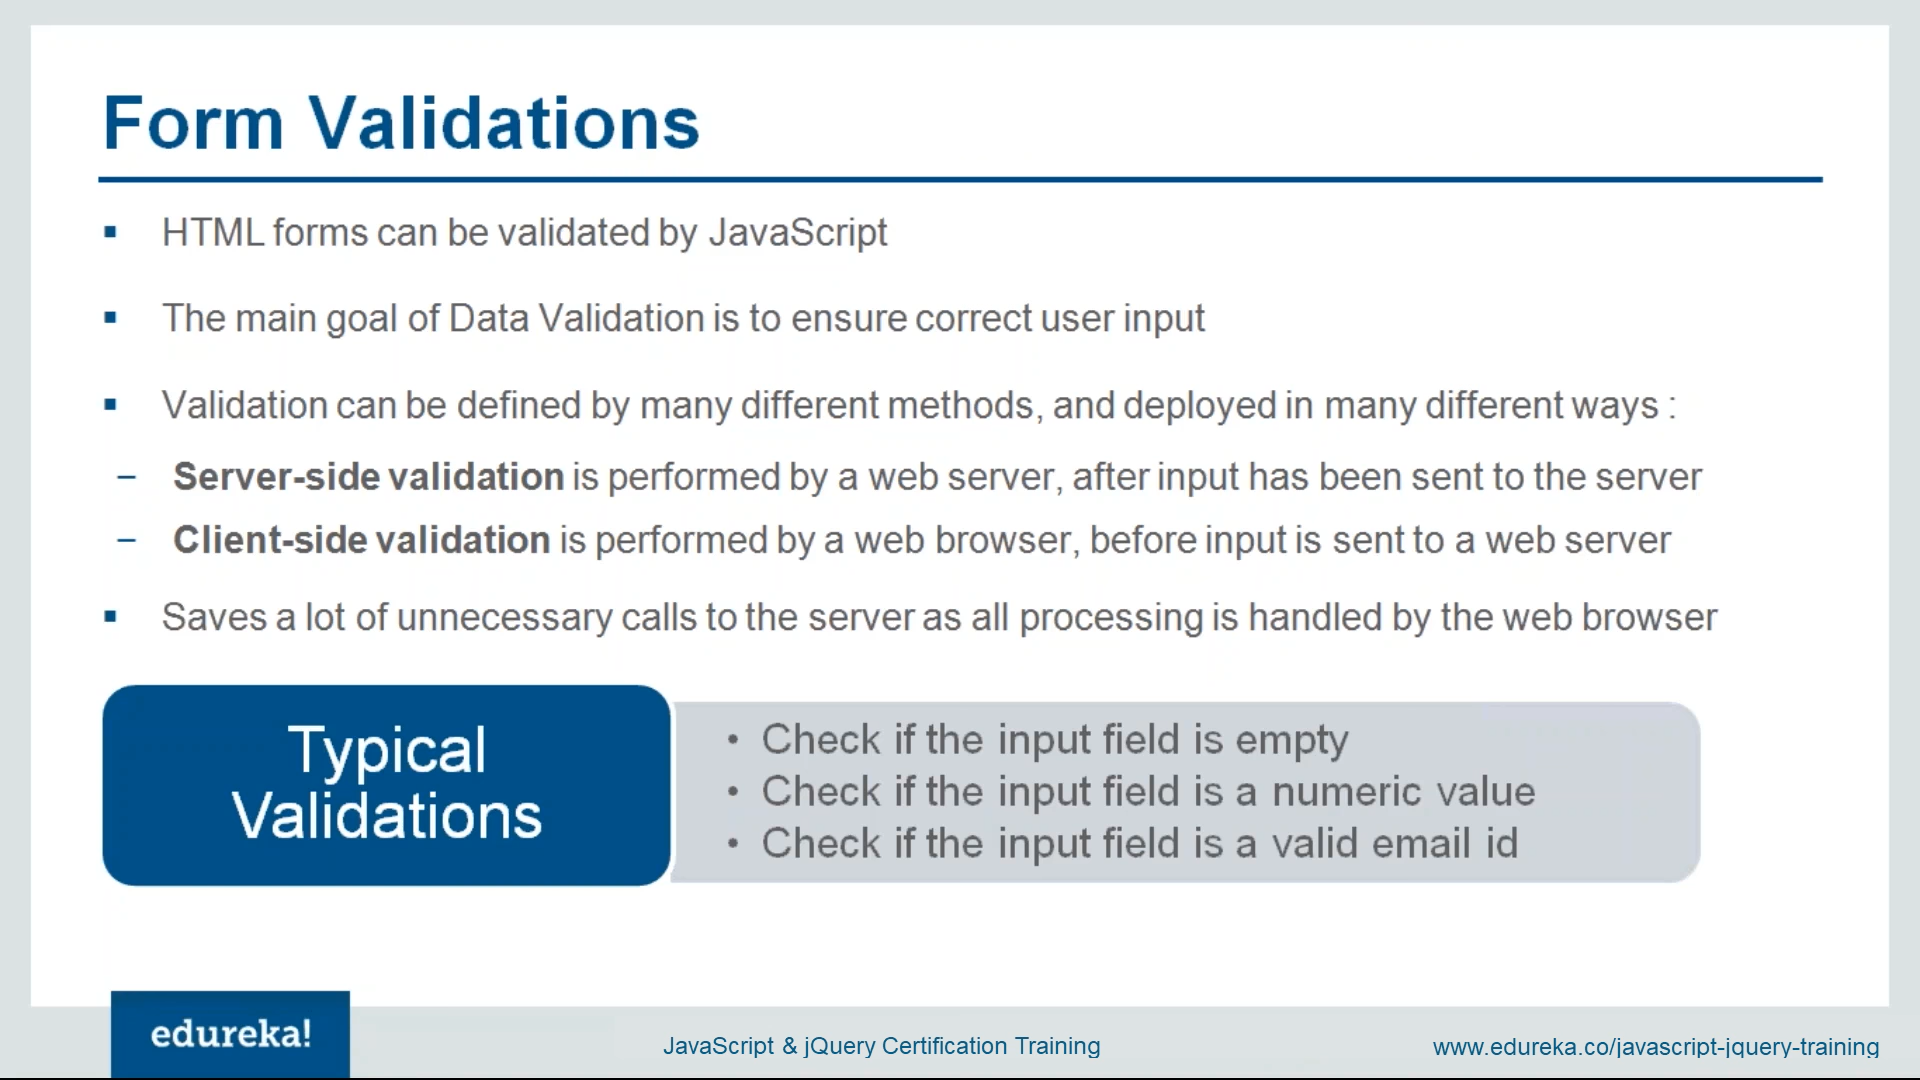 Form Validations
▪ HTML forms can be validated by JavaScript
▪ The main goal of Data Validation is to ensure correct user input
▪ Validation can be defined by many different methods, and deployed in many different ways :
– Server-side validation is performed by a web server, after input has been sent to the server
– Client-side validation is performed by a web browser, before input is sent to a web server
▪ Saves a lot of unnecessary calls to the server as all processing is handled by the web browser
Typical
Validations
• Check if the input field is empty
• Check if the input field is a numeric value
• Check if the input field is a valid email id
edureka!
JavaScript & jQuery Certification Training
www.edureka.co/javascript-jquery-training